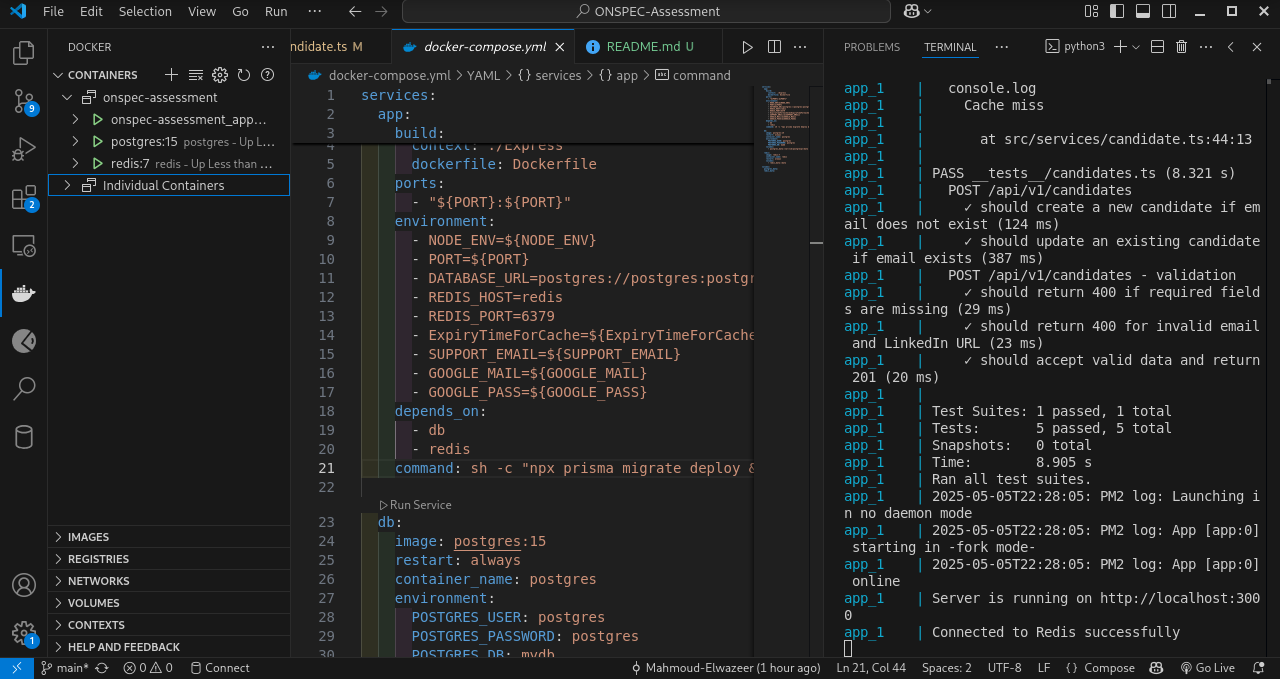 File Edit Selection View Go Run ··· ONSPEC-Assessment
DOCKER ···
CONTAINERS
onspec-assessment
onspec-assessment_app...
postgres:15 postgres - Up L...
redis:7 redis - Up Less than ...
Individual Containers
IMAGES
REGISTRIES
NETWORKS
VOLUMES
CONTEXTS
HELP AND FEEDBACK
ndidate.ts M docker-compose.yml README.md U ···
docker-compose.yml > YAML > {} services > {} app > command
1 services:
2 app:
3 build:
4 context: ./Express
5 dockerfile: Dockerfile
6 ports:
7 - "${PORT}:${PORT}"
8 environment:
9 - NODE_ENV=${NODE_ENV}
10 - PORT=${PORT}
11 - DATABASE_URL=postgres://postgres:postgr
12 - REDIS_HOST=redis
13 - REDIS_PORT=6379
14 - ExpiryTimeForCache=${ExpiryTimeForCache
15 - SUPPORT_EMAIL=${SUPPORT_EMAIL}
16 - GOOGLE_MAIL=${GOOGLE_MAIL}
17 - GOOGLE_PASS=${GOOGLE_PASS}
18 depends_on:
19 - db
20 - redis
21 command: sh -c "npx prisma migrate deploy &
22
Run Service
23 db:
24 image: postgres:15
25 restart: always
26 container_name: postgres
27 environment:
28 POSTGRES_USER: postgres
29 POSTGRES_PASSWORD: postgres
30 POSTGRES_DB: mydb
PROBLEMS TERMINAL ··· python3 ···
app_1 | console.log
app_1 | Cache miss
app_1 |
app_1 | at src/services/candidate.ts:44:13
app_1 |
app_1 | PASS __tests__/candidates.ts (8.321 s)
app_1 | POST /api/v1/candidates
app_1 | ✓ should create a new candidate if em
ail does not exist (124 ms)
app_1 | ✓ should update an existing candidate
if email exists (387 ms)
app_1 | POST /api/v1/candidates - validation
app_1 | ✓ should return 400 if required field
s are missing (29 ms)
app_1 | ✓ should return 400 for invalid email
and LinkedIn URL (23 ms)
app_1 | ✓ should accept valid data and return
201 (20 ms)
app_1 |
app_1 | Test Suites: 1 passed, 1 total
app_1 | Tests: 5 passed, 5 total
app_1 | Snapshots: 0 total
app_1 | Time: 8.905 s
app_1 | Ran all test suites.
app_1 | 2025-05-05T22:28:05: PM2 log: Launching i
n no daemon mode
app_1 | 2025-05-05T22:28:05: PM2 log: App [app:0]
starting in -fork mode-
app_1 | 2025-05-05T22:28:05: PM2 log: App [app:0]
online
app_1 | Server is running on http://localhost:300
0
app_1 | Connected to Redis successfully
9
2
1
main* 0 0 Connect Mahmoud-Elwazeer (1 hour ago) Ln 21, Col 44 Spaces: 2 UTF-8 LF {} Compose Go Live